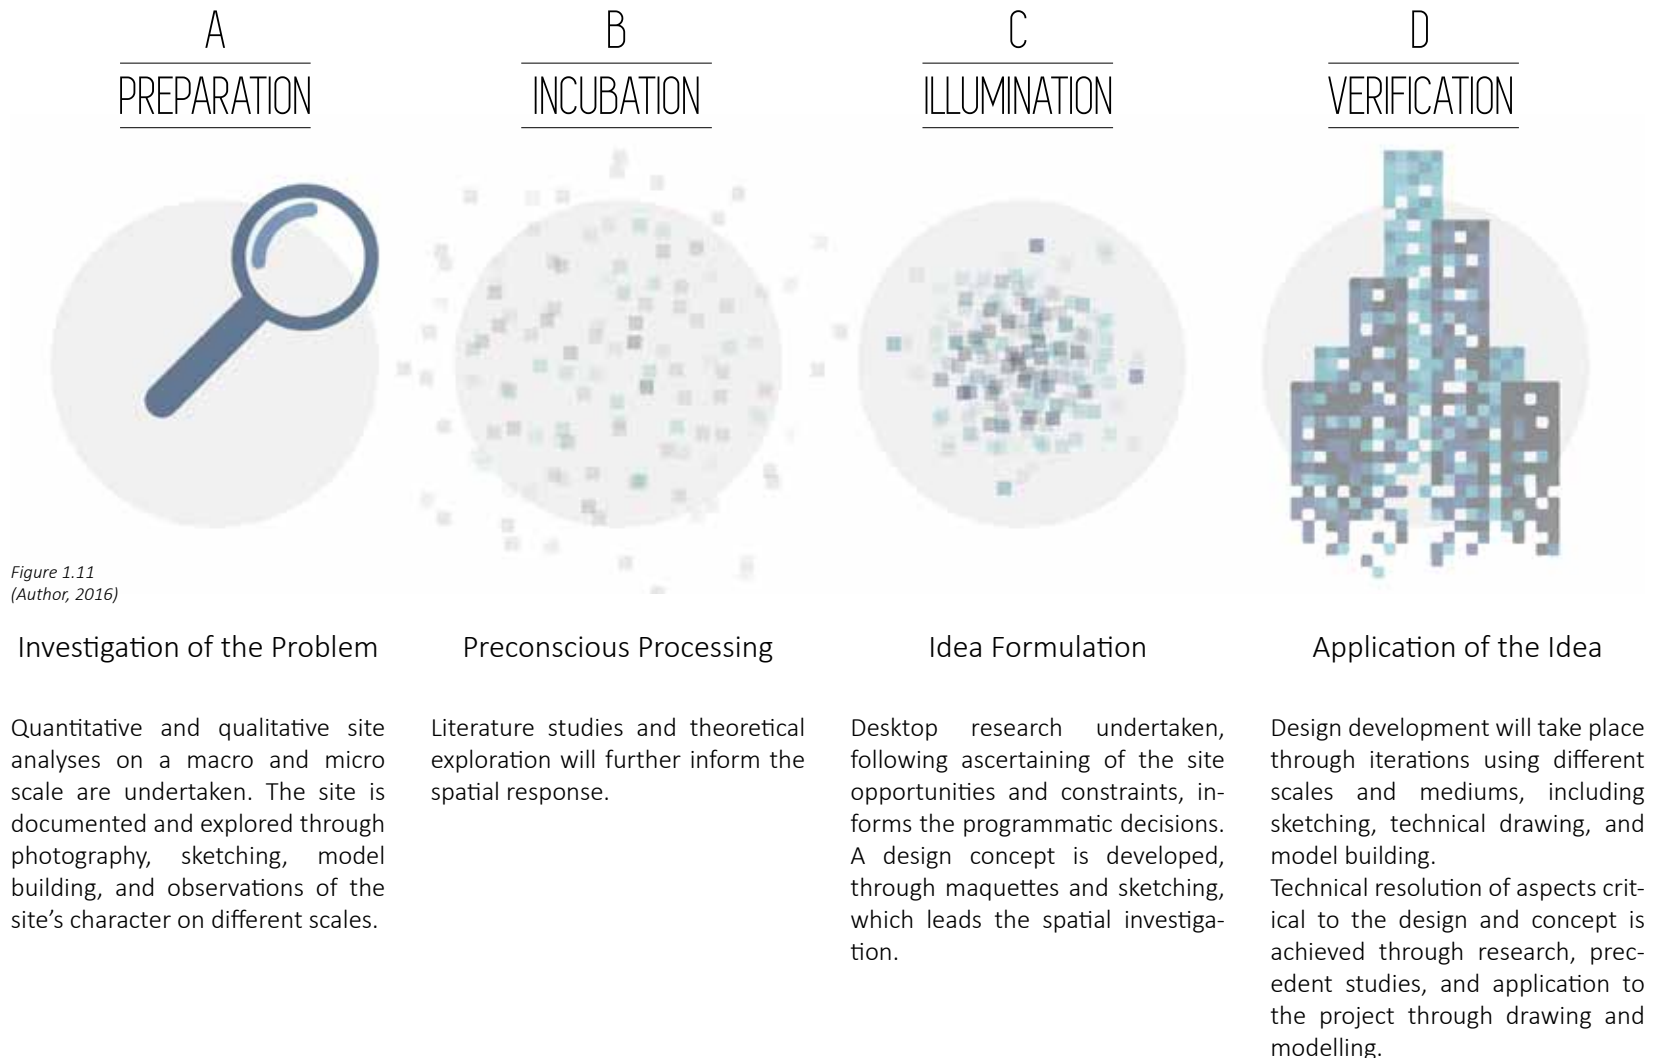 A
PREPARATION
B
INCUBATION
C
ILLUMINATION
D
VERIFICATION
Figure 1.11
(Author, 2016)
Investigation of the Problem
Quantitative and qualitative site
analyses on a macro and micro
scale are undertaken. The site is
documented and explored through
photography, sketching, model
building, and observations of the
site’s character on different scales.
Preconscious Processing
Literature studies and theoretical
exploration will further inform the
spatial response.
Idea Formulation
Desktop research undertaken,
following ascertaining of the site
opportunities and constraints, in-
forms the programmatic decisions.
A design concept is developed,
through maquettes and sketching,
which leads the spatial investiga-
tion.
Application of the Idea
Design development will take place
through iterations using different
scales and mediums, including
sketching, technical drawing, and
model building.
Technical resolution of aspects crit-
ical to the design and concept is
achieved through research, prec-
edent studies, and application to
the project through drawing and
modelling.